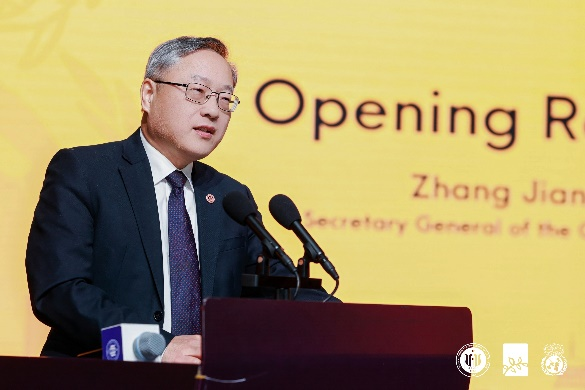 Opening R
Zhang Jian
Secretary General of the